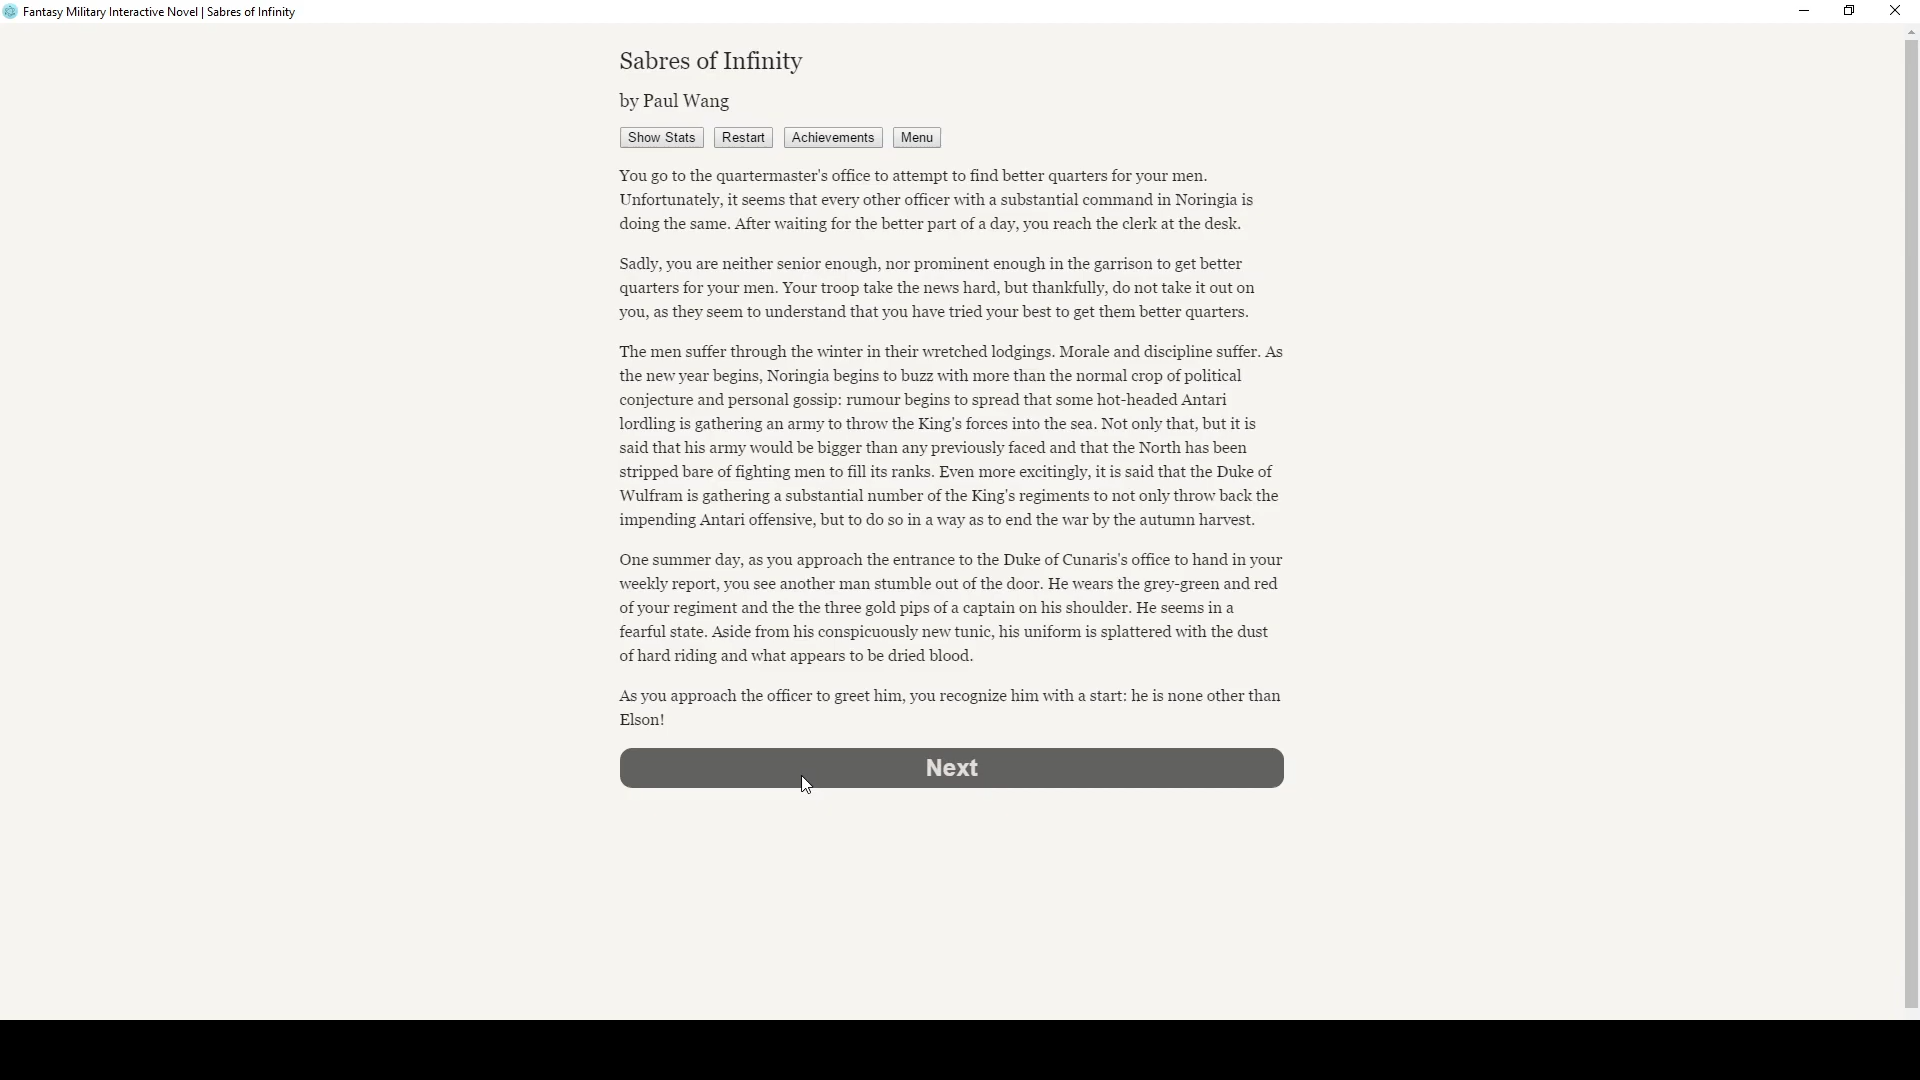 Fantasy Military Interactive Novel | Sabres of Infinity
Sabres of Infinity
by Paul Wang
Show Stats
Restart
Achievements
Menu
You go to the quartermaster's office to attempt to find better quarters for your men.
Unfortunately, it seems that every other officer with a substantial command in Noringia is
doing the same. After waiting for the better part of a day, you reach the clerk at the desk.
Sadly, you are neither senior enough, nor prominent enough in the garrison to get better
quarters for your men. Your troop take the news hard, but thankfully, do not take it out on
you, as they seem to understand that you have tried your best to get them better quarters.
The men suffer through the winter in their wretched lodgings. Morale and discipline suffer. As
the new year begins, Noringia begins to buzz with more than the normal crop of political
conjecture and personal gossip: rumour begins to spread that some hot-headed Antari
lordling is gathering an army to throw the King's forces into the sea. Not only that, but it is
said that his army would be bigger than any previously faced and that the North has been
stripped bare of fighting men to fill its ranks. Even more excitingly, it is said that the Duke of
Wulfram is gathering a substantial number of the King's regiments to not only throw back the
impending Antari offensive, but to do so in a way as to end the war by the autumn harvest.
One summer day, as you approach the entrance to the Duke of Cunaris's office to hand in your
weekly report, you see another man stumble out of the door. He wears the grey-green and red
of your regiment and the the three gold pips of a captain on his shoulder. He seems in a
fearful state. Aside from his conspicuously new tunic, his uniform is splattered with the dust
of hard riding and what appears to be dried blood.
As you approach the officer to greet him, you recognize him with a start: he is none other than
Elson!
Next